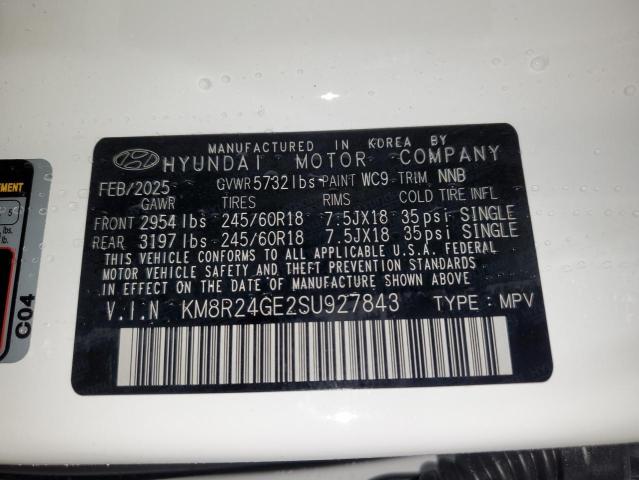 MANUFACTURED IN KOREA BY
HYUNDAI MOTOR COMPANY
FEB/2025 GVWR 5732 lbs PAINT WC9 TRIM NNB
GAWR TIRES RIMS COLD TIRE INFL
FRONT 2954 lbs 245/60R18 7.5JX18 35psi SINGLE
REAR 3197 lbs 245/60R18 7.5JX18 35psi SINGLE
THIS VEHICLE CONFORMS TO ALL APPLICABLE U.S.A. FEDERAL
MOTOR VEHICLE SAFETY AND THEFT PREVENTION STANDARDS
IN EFFECT ON THE DATE OF MANUFACTURE SHOWN ABOVE
V.I.N KM8R24GE2SU927843 TYPE : MPV
EMENT
5
lbs.
C04